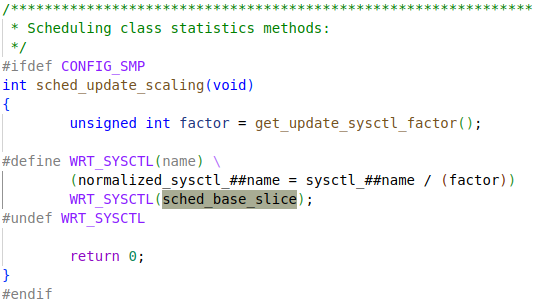 /**************************************************************
 * Scheduling class statistics methods:
 */
#ifdef CONFIG_SMP
int sched_update_scaling(void)
{
        unsigned int factor = get_update_sysctl_factor();

#define WRT_SYSCTL(name) \
        (normalized_sysctl_##name = sysctl_##name / (factor))
        WRT_SYSCTL(sched_base_slice);
#undef WRT_SYSCTL

        return 0;
}
#endif